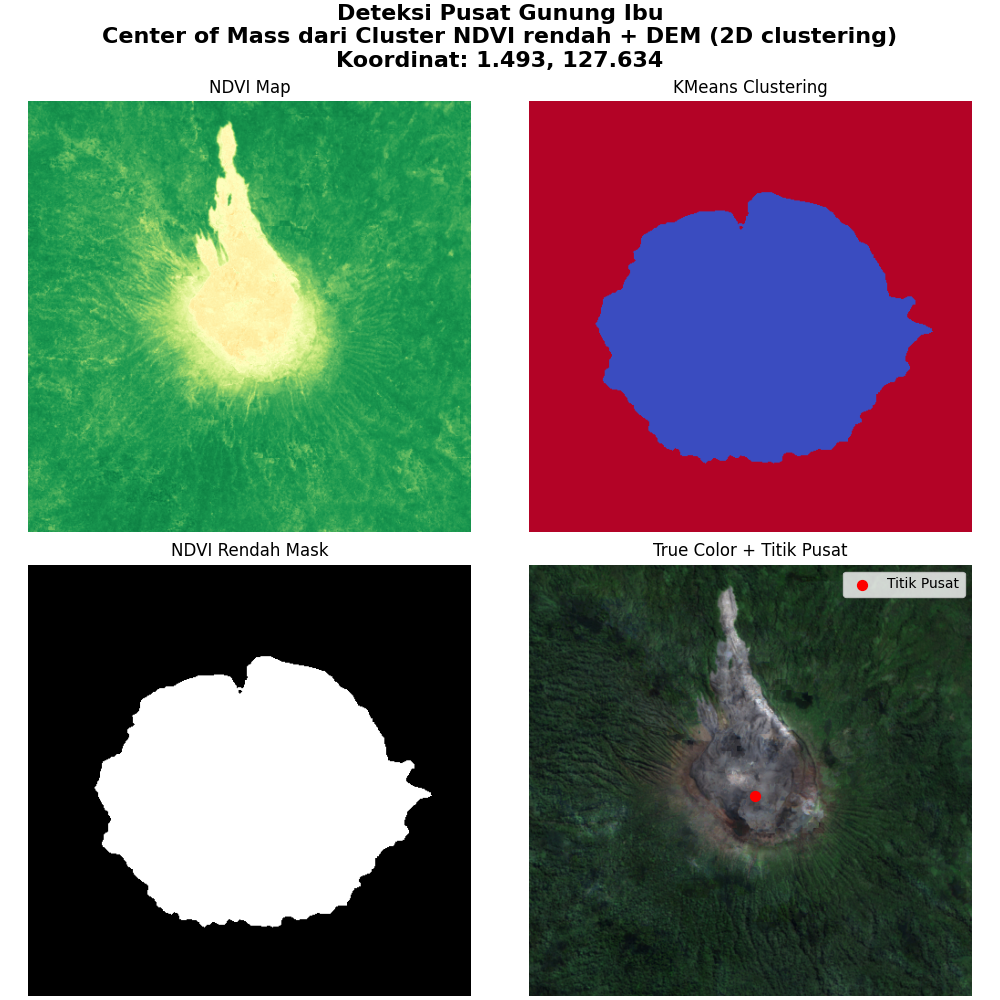 Deteksi Pusat Gunung Ibu
Center of Mass dari Cluster NDVI rendah + DEM (2D clustering)
Koordinat: 1.493, 127.634
NDVI Map
KMeans Clustering
NDVI Rendah Mask
True Color + Titik Pusat
Titik Pusat